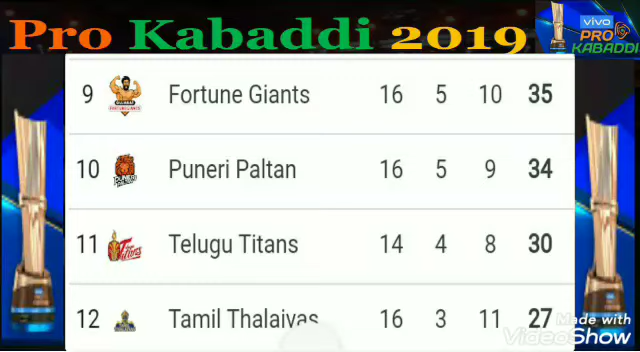 Pro Kabaddi 2019
vivo
PRO
KABADDI
9 Fortune Giants 16 5 10 35
10 Puneri Paltan 16 5 9 34
11 Telugu Titans 14 4 8 30
12 Tamil Thalaivas 16 3 11 27
Made with
VideoShow